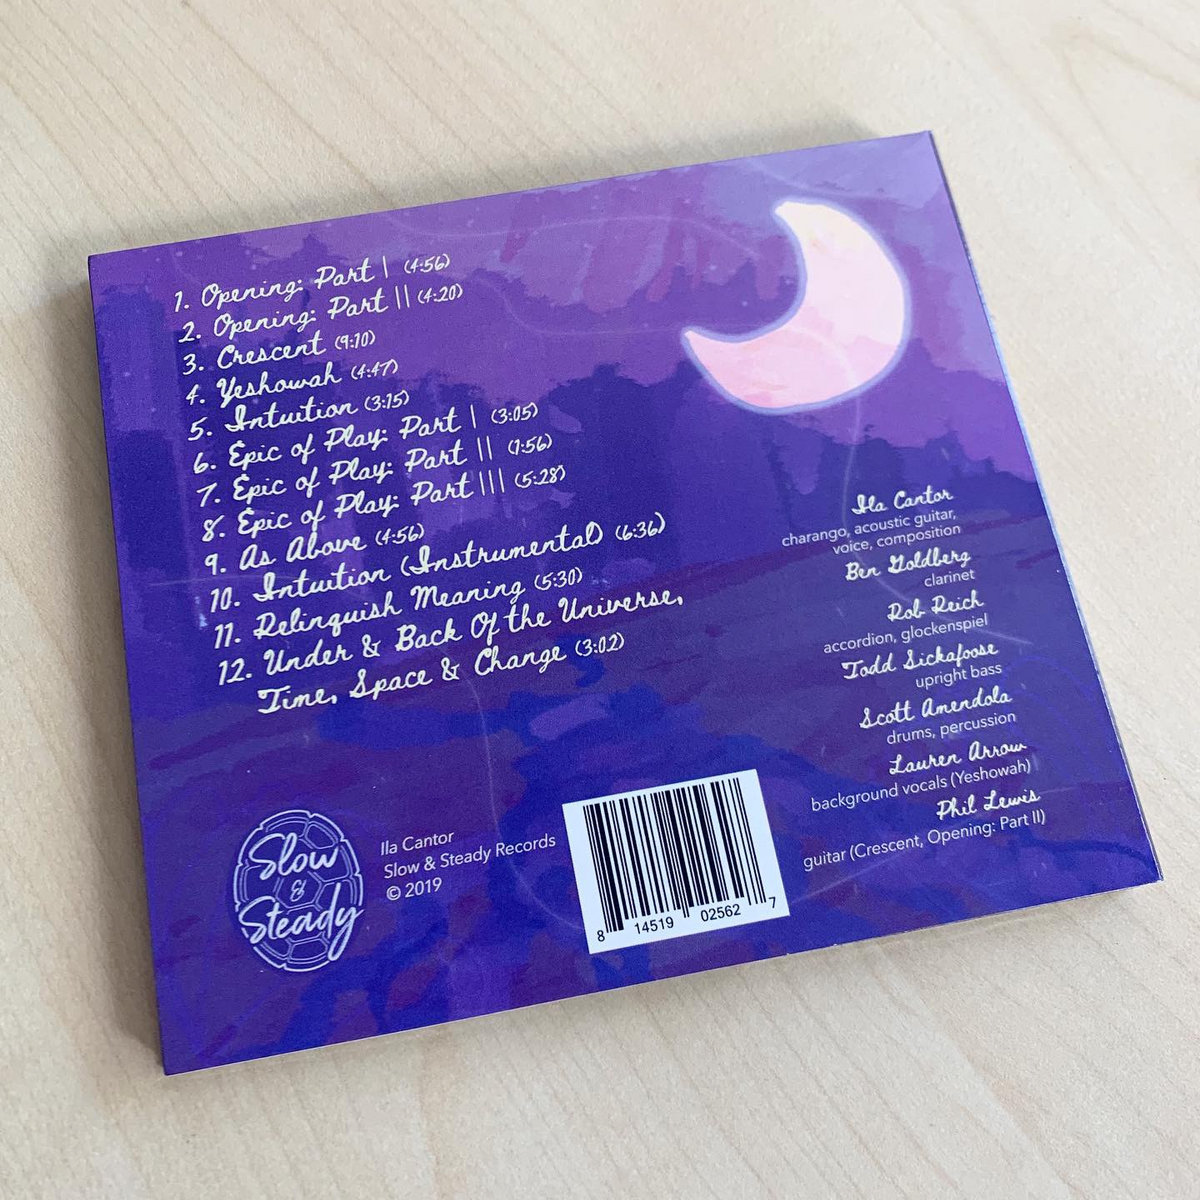 1. Opening: Part I (4:56)
2. Opening: Part II (4:20)
3. Crescent (9:10)
4. Yeshowah (4:47)
5. Intuition (3:15)
6. Epic of Play: Part I (3:05)
7. Epic of Play: Part II (1:56)
8. Epic of Play: Part III (5:28)
9. As Above (4:56)
10. Intuition (Instrumental) (6:36)
11. Relinquish Meaning (5:30)
12. Under & Back Of the Universe,
Time, Space & Change (3:02)
Ila Cantor
charango, acoustic guitar,
voice, composition
Ben Goldberg
clarinet
Rob Reich
accordion, glockenspiel
Todd Sickafoose
upright bass
Scott Amendola
drums, percussion
Lauren Arrow
background vocals (Yeshowah)
Phil Lewis
guitar (Crescent, Opening: Part II)
Slow
&
Steady
Ila Cantor
Slow & Steady Records
© 2019
8 14519 02562 7